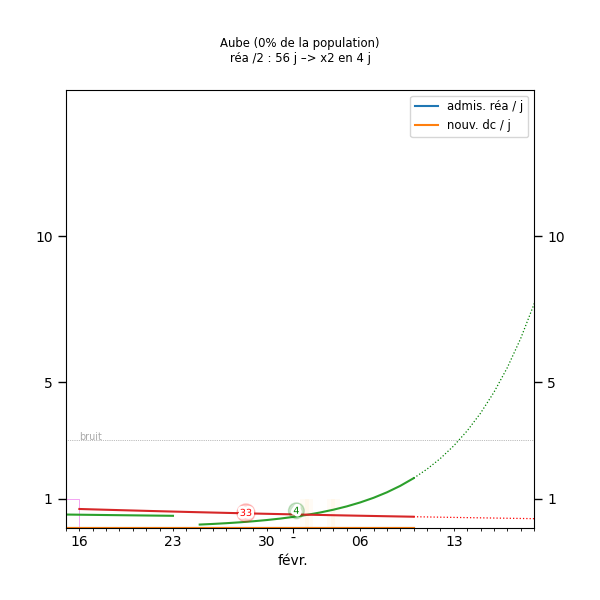 Aube (0% de la population)
réa /2 : 56 j –> x2 en 4 j
admis. réa / j
nouv. dc / j
10
10
5
5
bruit
1
1
33
4
16
23
30
-
06
13
févr.